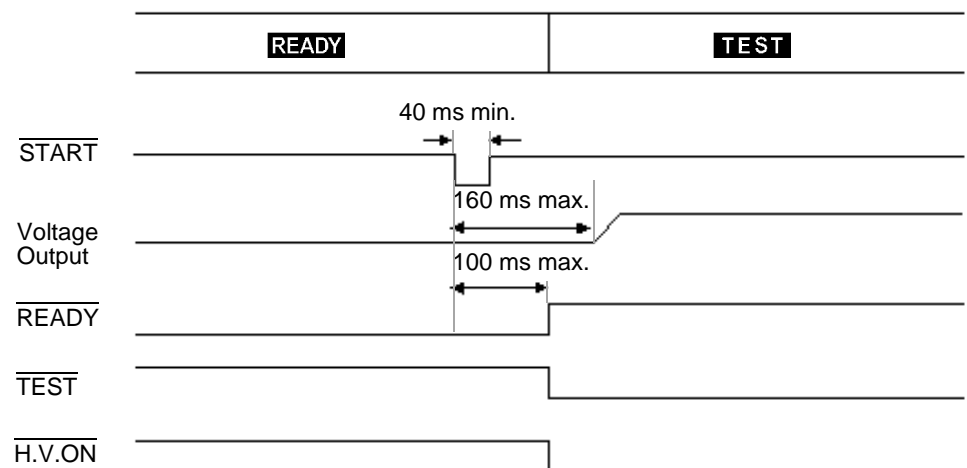 READY TEST
40 ms min.
START
160 ms max.
Voltage
Output
100 ms max.
READY
TEST
H.V.ON